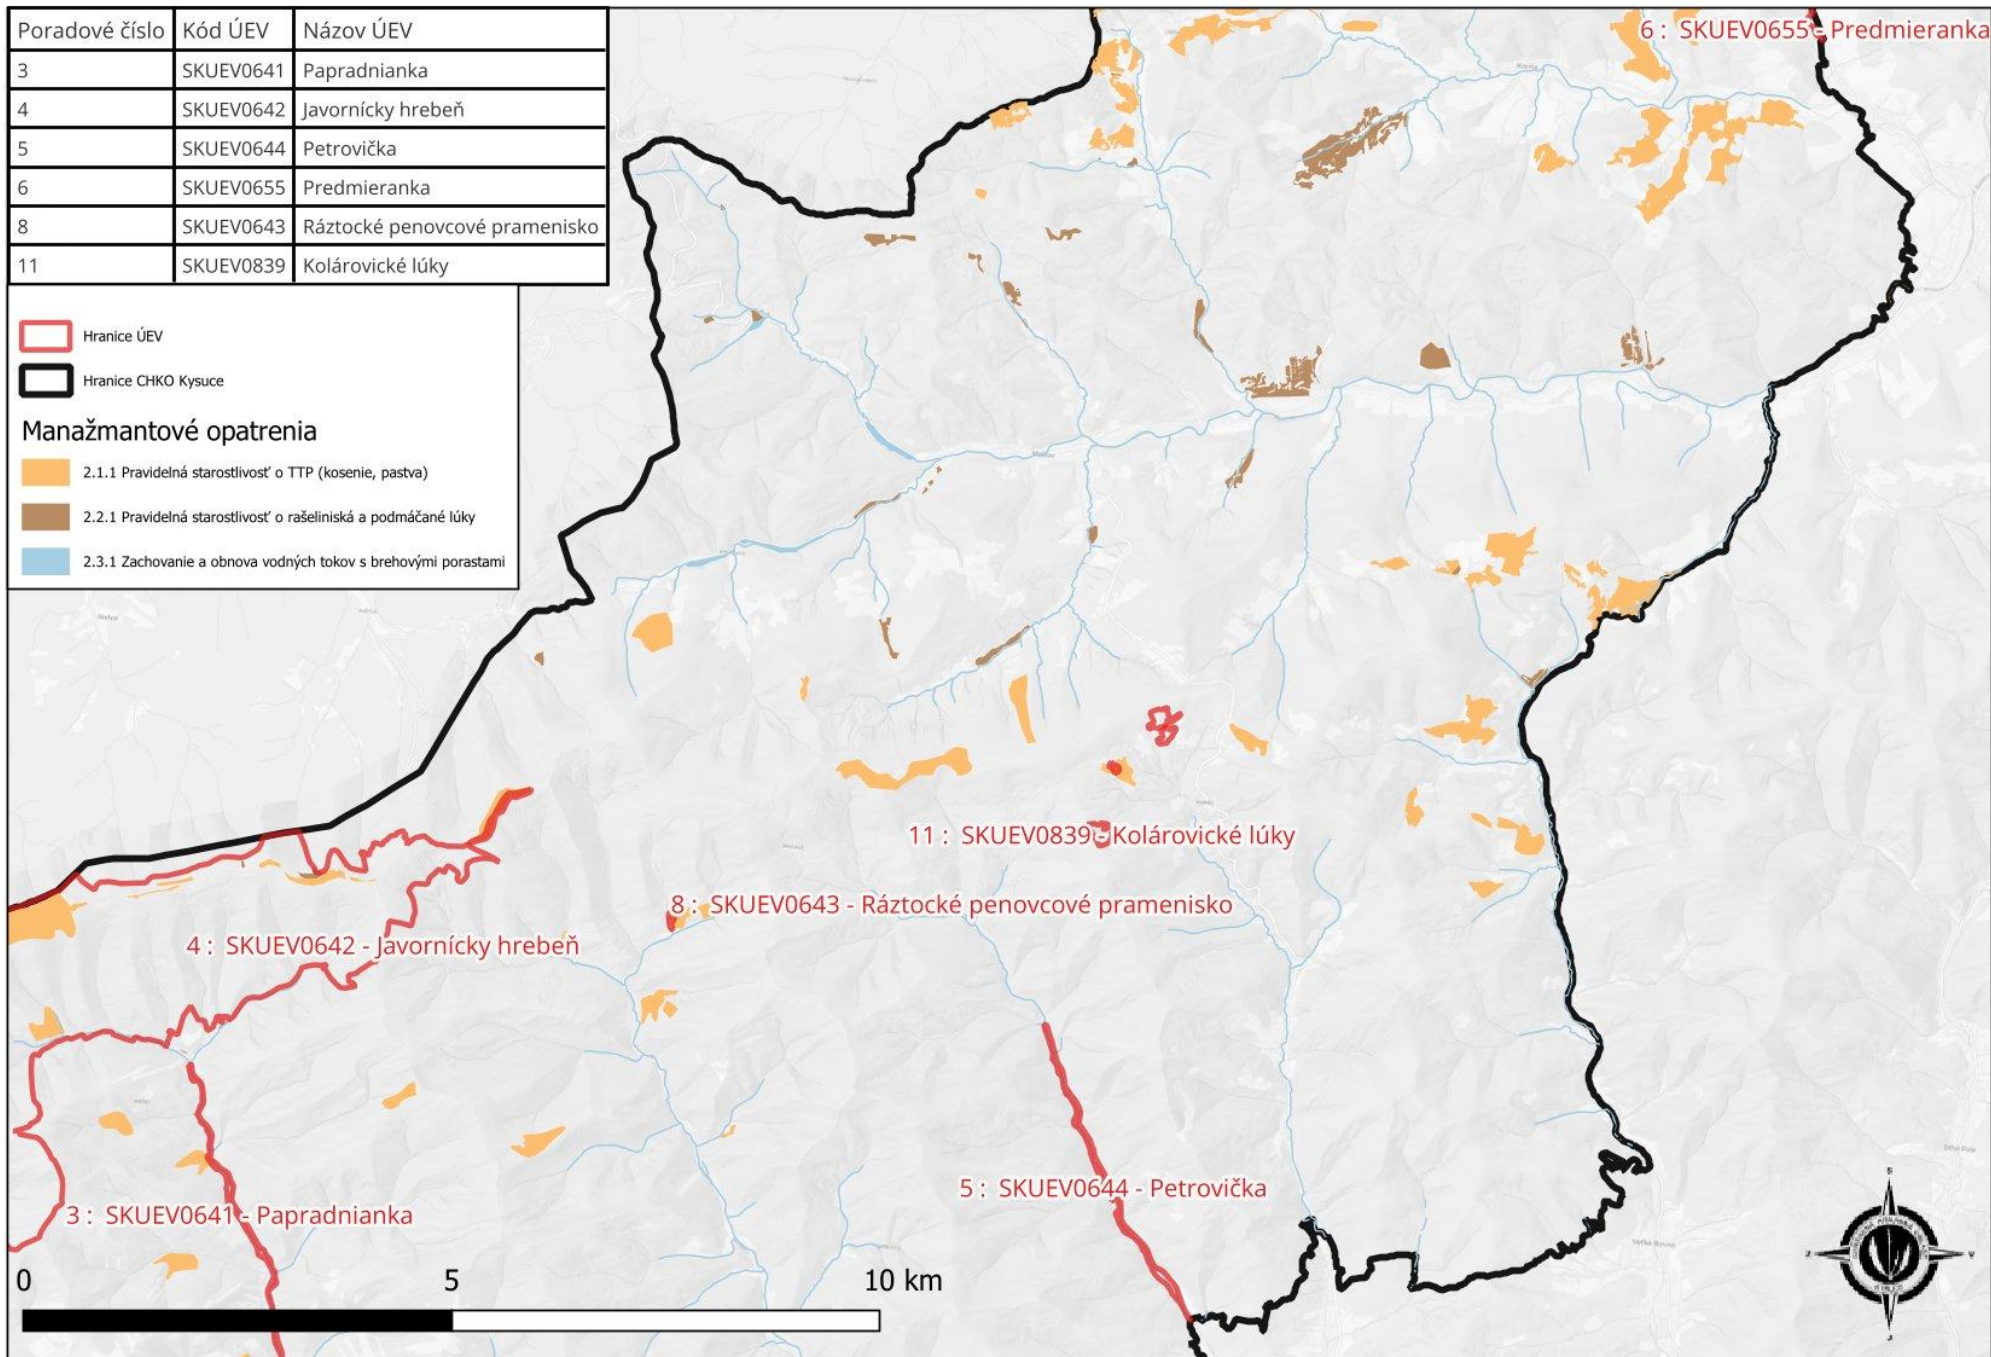 Poradové číslo Kód ÚEV Názov ÚEV
3 SKUEV0641 Papradnianka
4 SKUEV0642 Javornícky hrebeň
5 SKUEV0644 Petrovička
6 SKUEV0655 Predmieranka
8 SKUEV0643 Ráztocké penovcové pramenisko
11 SKUEV0839 Kolárovické lúky
Hranice ÚEV
Hranice CHKO Kysuce
Manažmantové opatrenia
2.1.1 Pravidelná starostlivosť o TTP (kosenie, pastva)
2.2.1 Pravidelná starostlivosť o rašeliniská a podmáčané lúky
2.3.1 Zachovanie a obnova vodných tokov s brehovými porastami
6 : SKUEV0655 - Predmieranka
11 : SKUEV0839 - Kolárovické lúky
8 : SKUEV0643 - Ráztocké penovcové pramenisko
4 : SKUEV0642 - Javornícky hrebeň
5 : SKUEV0644 - Petrovička
3 : SKUEV0641 - Papradnianka
0 5 10 km